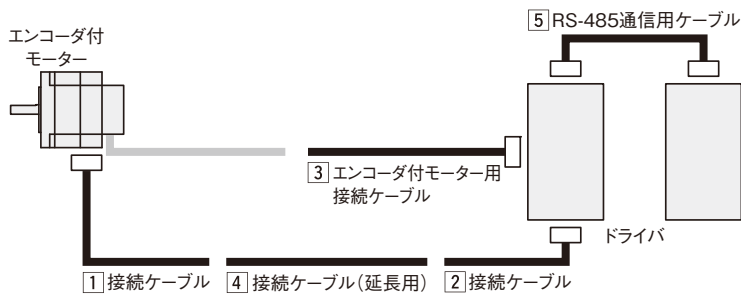 5 RS-485通信用ケーブル
エンコーダ付
モーター
3 エンコーダ付モーター用
接続ケーブル
ドライバ
1 接続ケーブル
4 接続ケーブル（延長用）
2 接続ケーブル